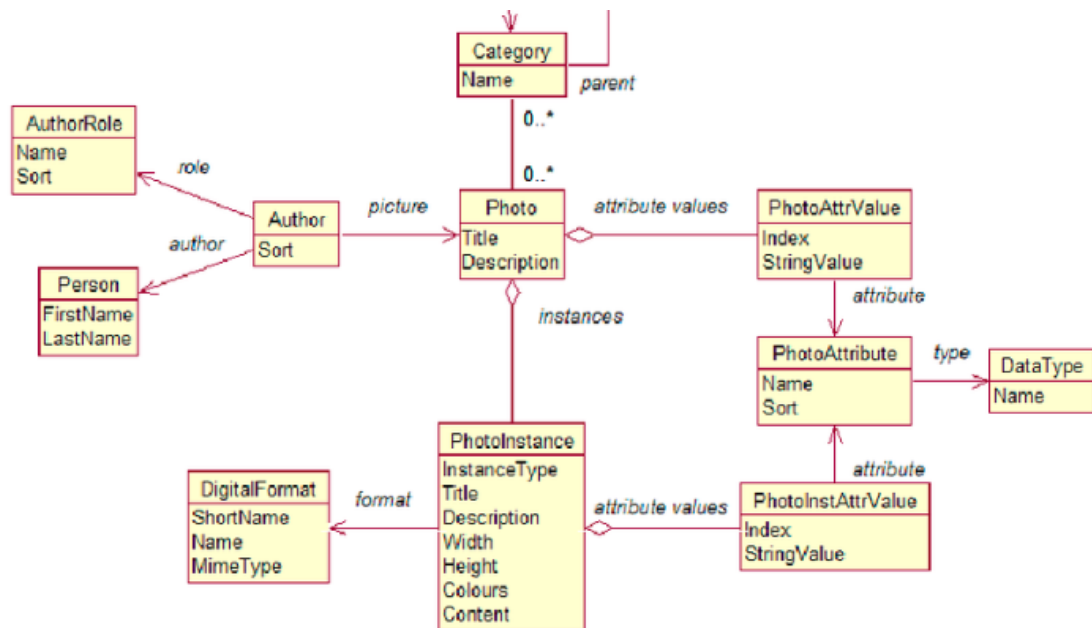 Category
Name
parent
0..*
0..*
AuthorRole
Name
Sort
role
Author
Sort
picture
author
Person
FirstName
LastName
Photo
Title
Description
attribute values
PhotoAttrValue
Index
StringValue
attribute
instances
PhotoAttribute
Name
Sort
type
DataType
Name
attribute
PhotoInstance
InstanceType
Title
Description
Width
Height
Colours
Content
format
DigitalFormat
ShortName
Name
MimeType
attribute values
PhotoInstAttrValue
Index
StringValue